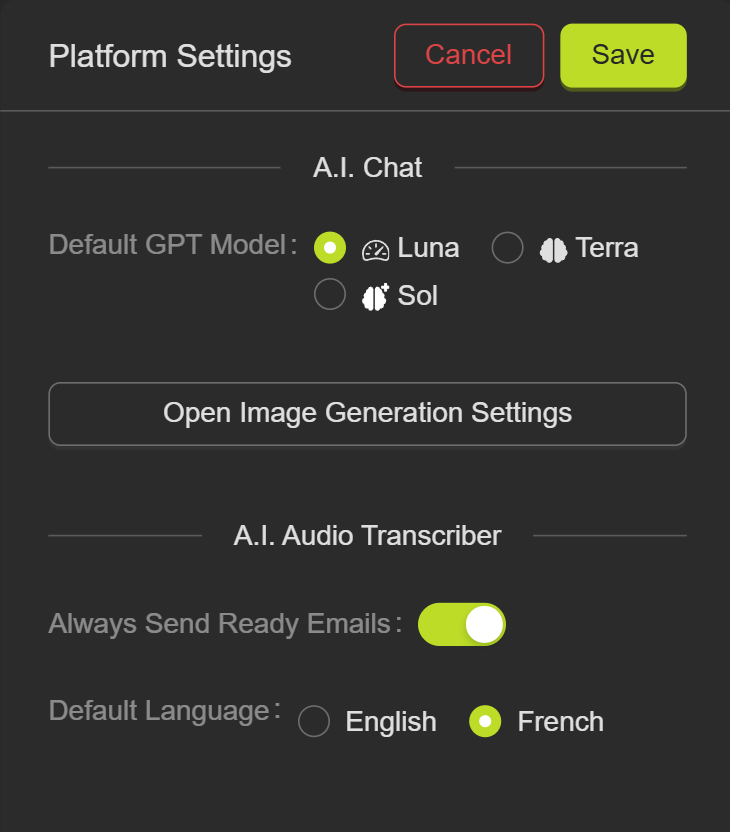 Platform Settings Cancel Save
A.I. Chat
Default GPT Model: Luna Terra
Sol
Open Image Generation Settings
A.I. Audio Transcriber
Always Send Ready Emails:
Default Language: English French